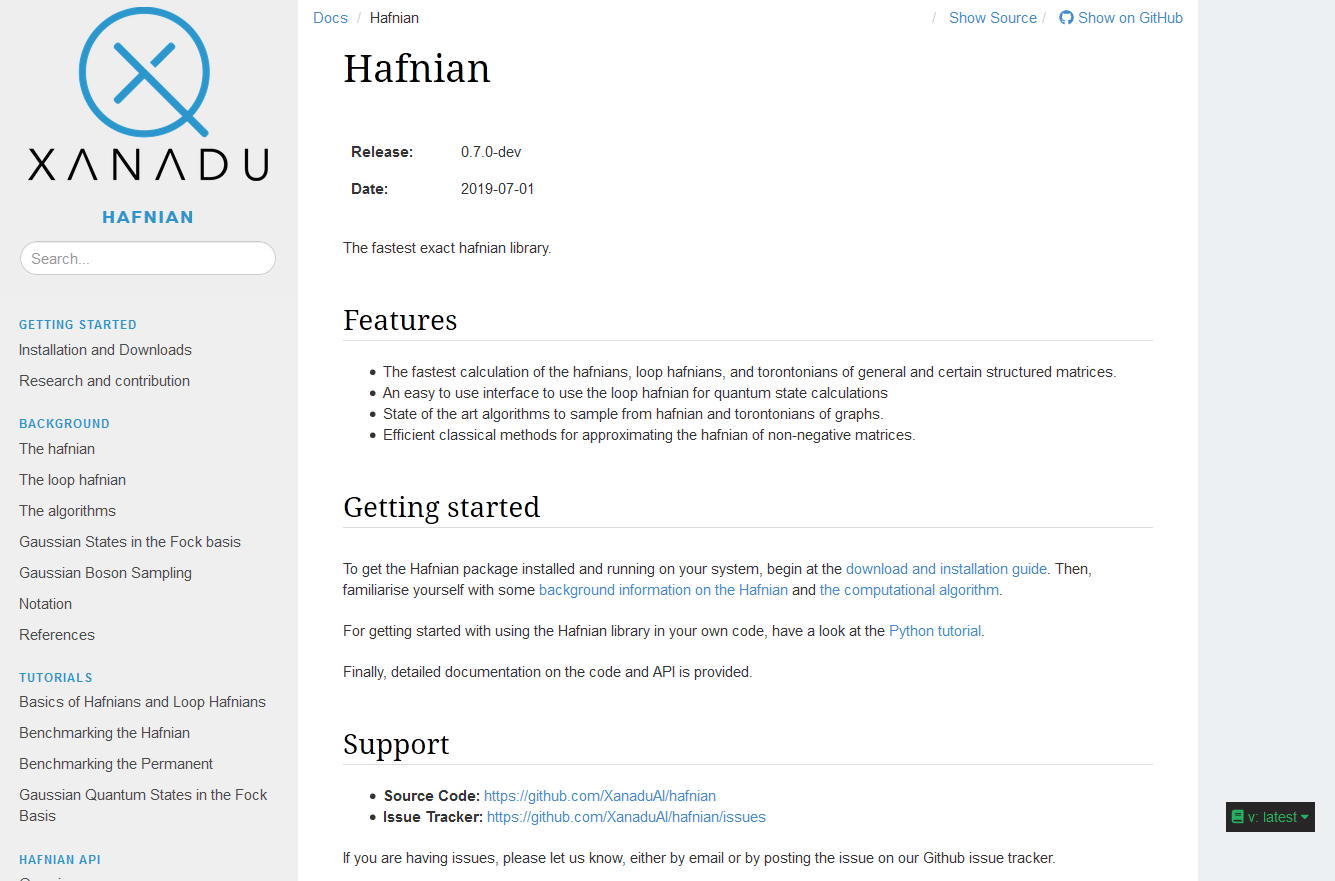 XANADU
HAFNIAN
Search...
GETTING STARTED
Installation and Downloads
Research and contribution
BACKGROUND
The hafnian
The loop hafnian
The algorithms
Gaussian States in the Fock basis
Gaussian Boson Sampling
Notation
References
TUTORIALS
Basics of Hafnians and Loop Hafnians
Benchmarking the Hafnian
Benchmarking the Permanent
Gaussian Quantum States in the Fock
Basis
HAFNIAN API
Docs / Hafnian / Show Source / Show on GitHub
Hafnian
Release: 0.7.0-dev
Date: 2019-07-01
The fastest exact hafnian library.
Features
• The fastest calculation of the hafnians, loop hafnians, and torontonians of general and certain structured matrices.
• An easy to use interface to use the loop hafnian for quantum state calculations
• State of the art algorithms to sample from hafnian and torontonians of graphs.
• Efficient classical methods for approximating the hafnian of non-negative matrices.
Getting started
To get the Hafnian package installed and running on your system, begin at the download and installation guide. Then,
familiarise yourself with some background information on the Hafnian and the computational algorithm.
For getting started with using the Hafnian library in your own code, have a look at the Python tutorial.
Finally, detailed documentation on the code and API is provided.
Support
• Source Code: https://github.com/XanaduAI/hafnian
• Issue Tracker: https://github.com/XanaduAI/hafnian/issues
If you are having issues, please let us know, either by email or by posting the issue on our Github issue tracker.
v: latest